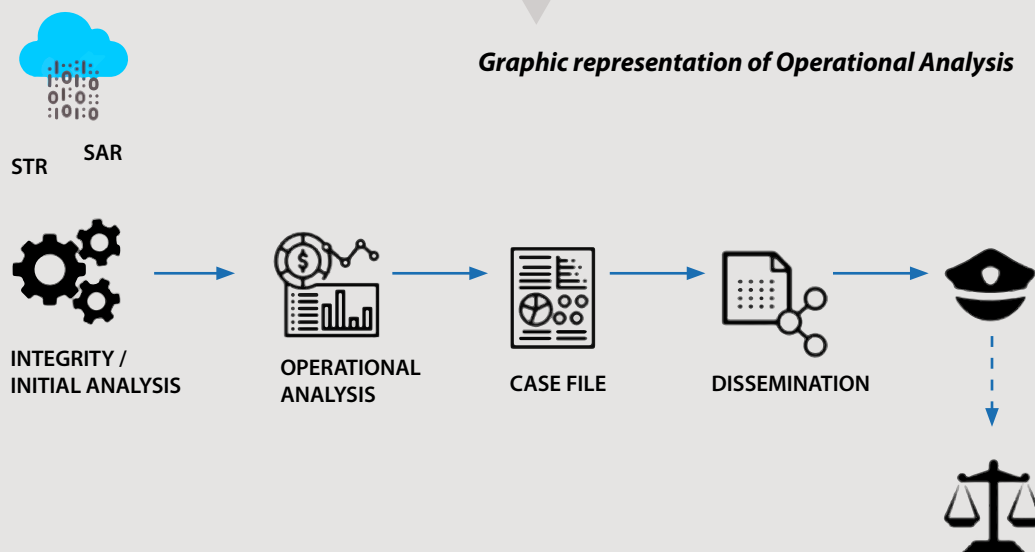 Graphic representation of Operational Analysis
STR
SAR
INTEGRITY /
INITIAL ANALYSIS
OPERATIONAL
ANALYSIS
CASE FILE
DISSEMINATION